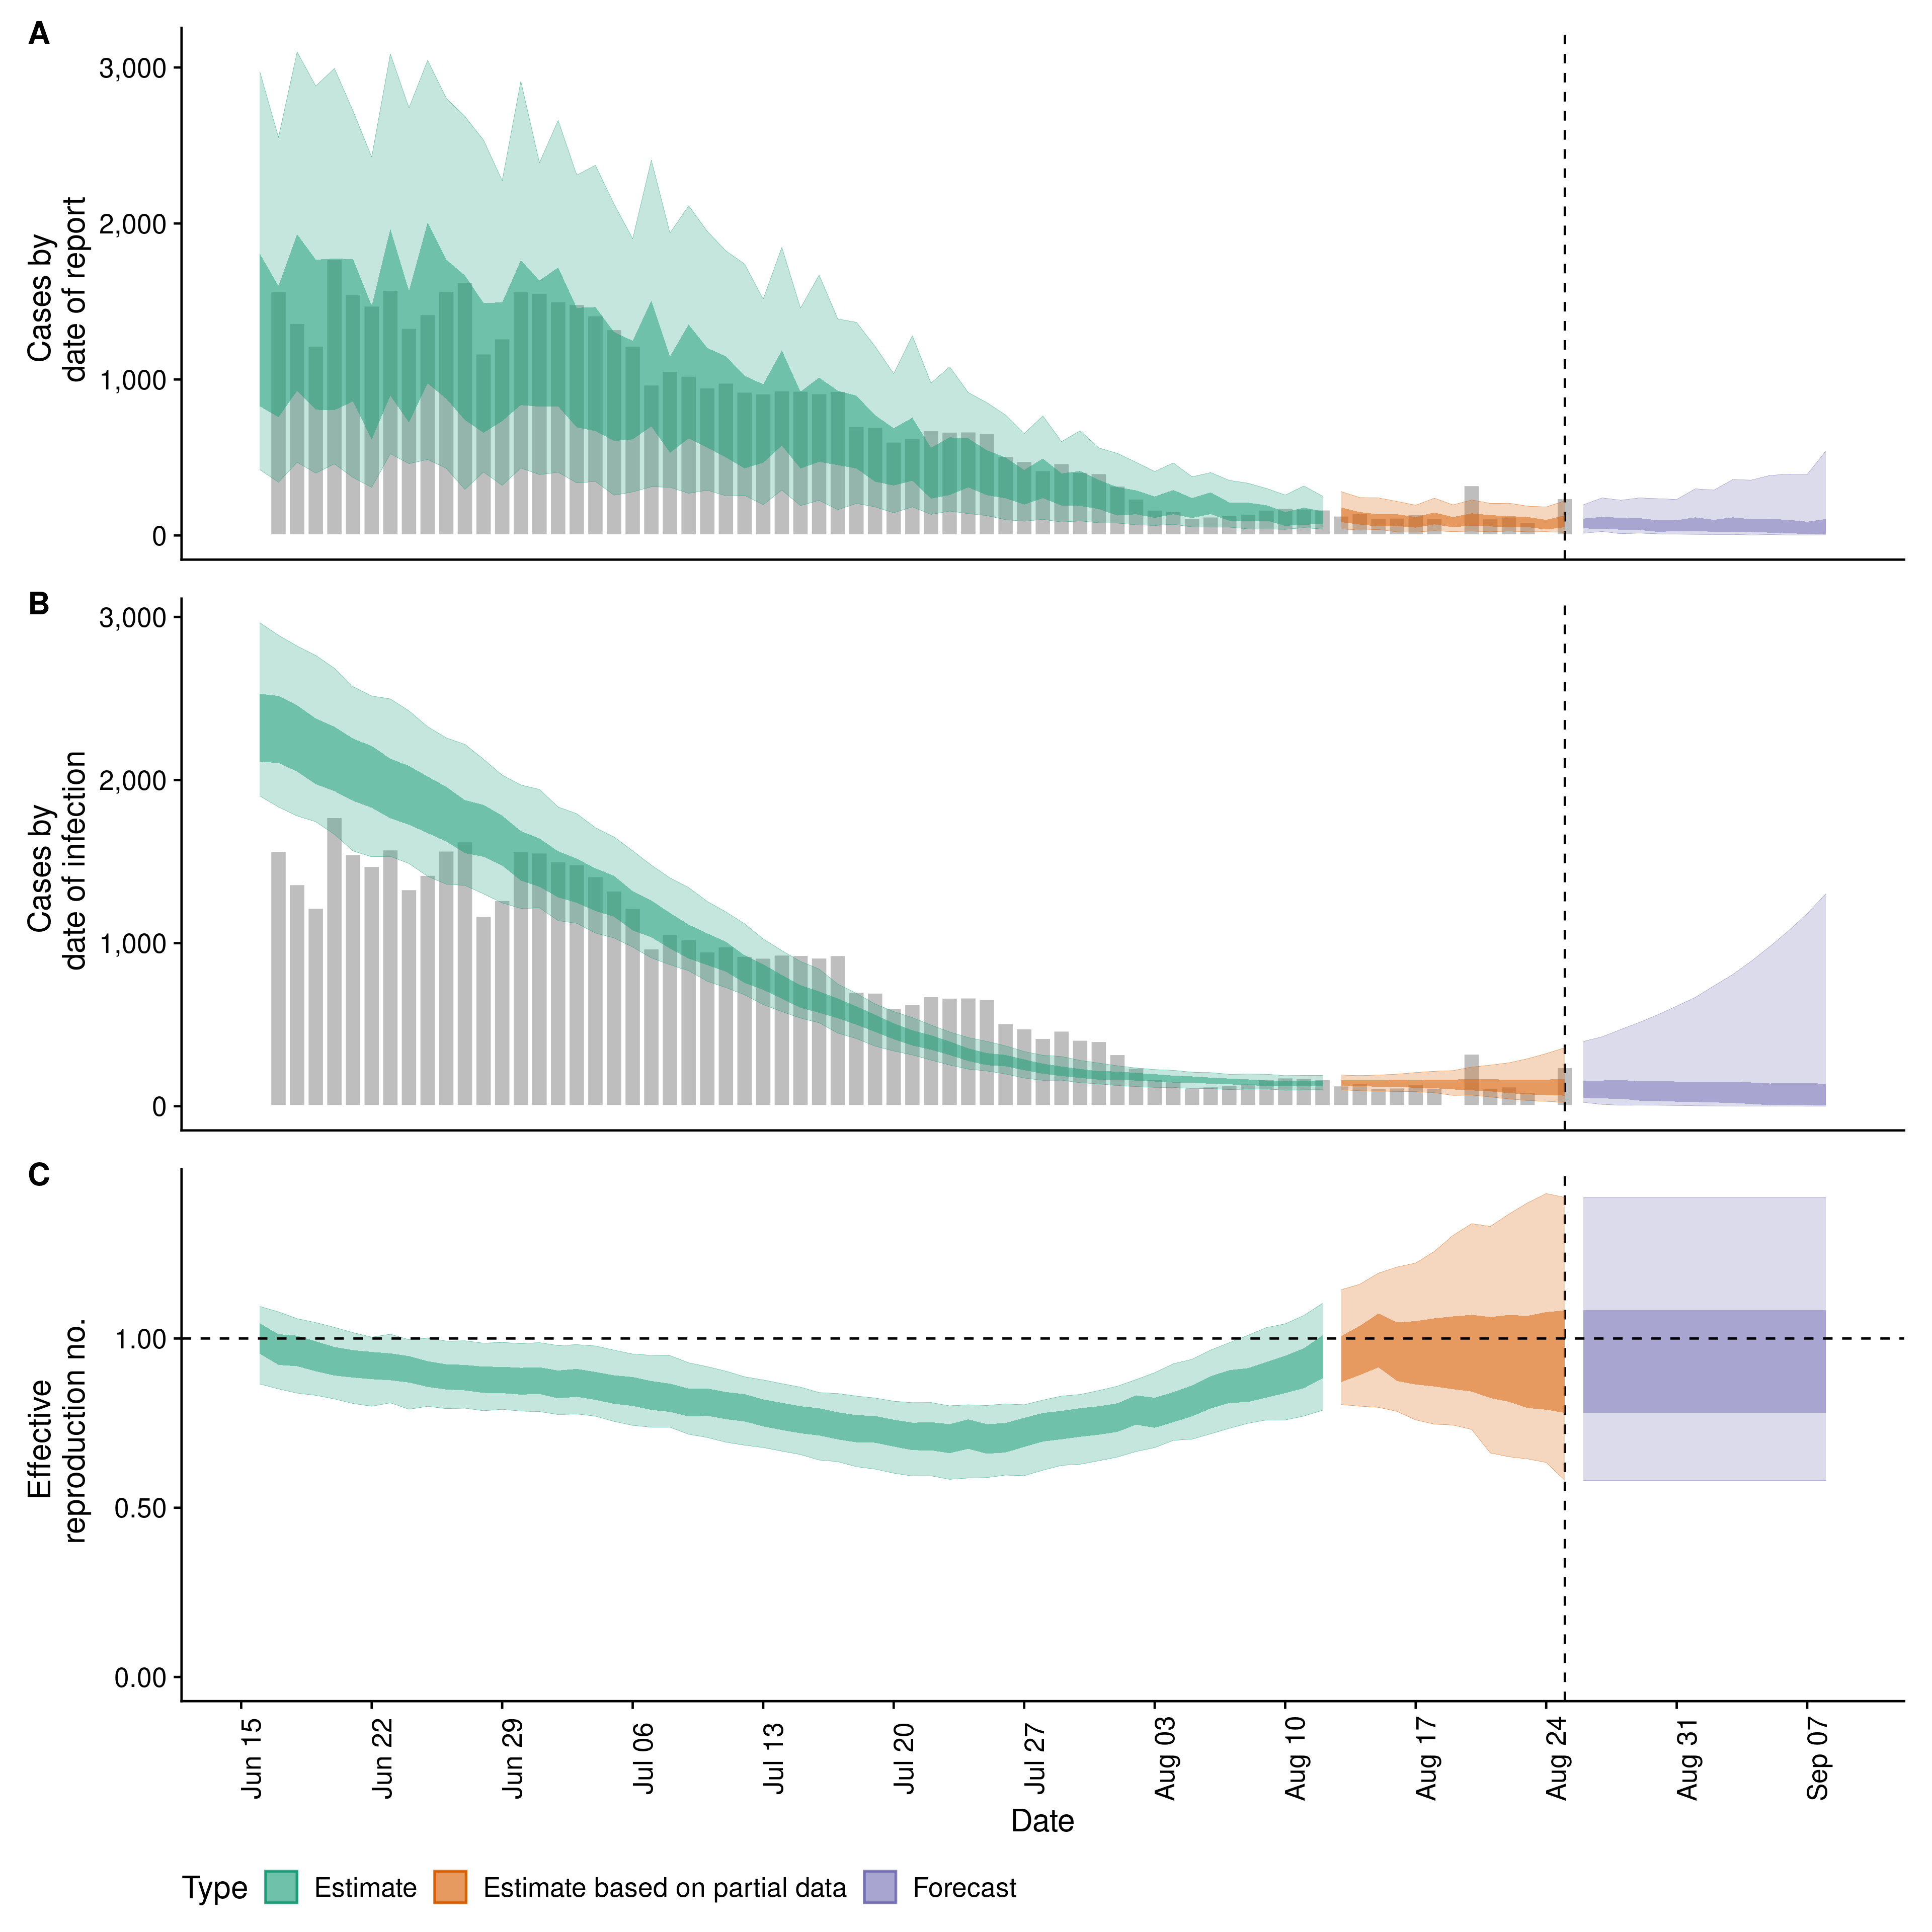 A
Cases by
date of report
3,000
2,000
1,000
0
B
Cases by
date of infection
3,000
2,000
1,000
0
C
Effective
reproduction no.
1.00
0.50
0.00
Jun 15
Jun 22
Jun 29
Jul 06
Jul 13
Jul 20
Jul 27
Aug 03
Aug 10
Aug 17
Aug 24
Aug 31
Sep 07
Date
Type
Estimate
Estimate based on partial data
Forecast